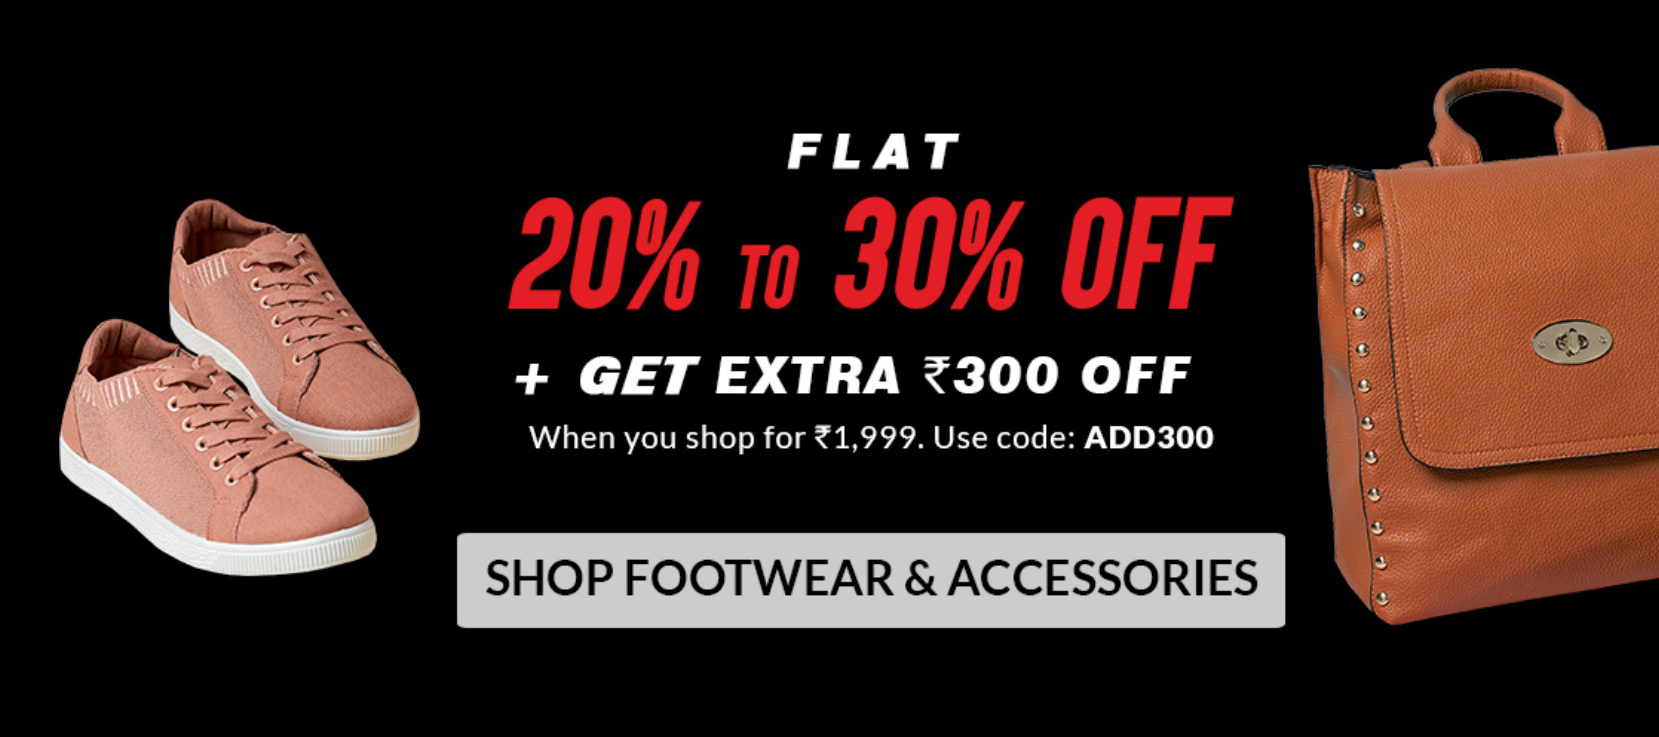 FLAT
20% TO 30% OFF
+ GET EXTRA ₹300 OFF
When you shop for ₹1,999. Use code: ADD300
SHOP FOOTWEAR & ACCESSORIES